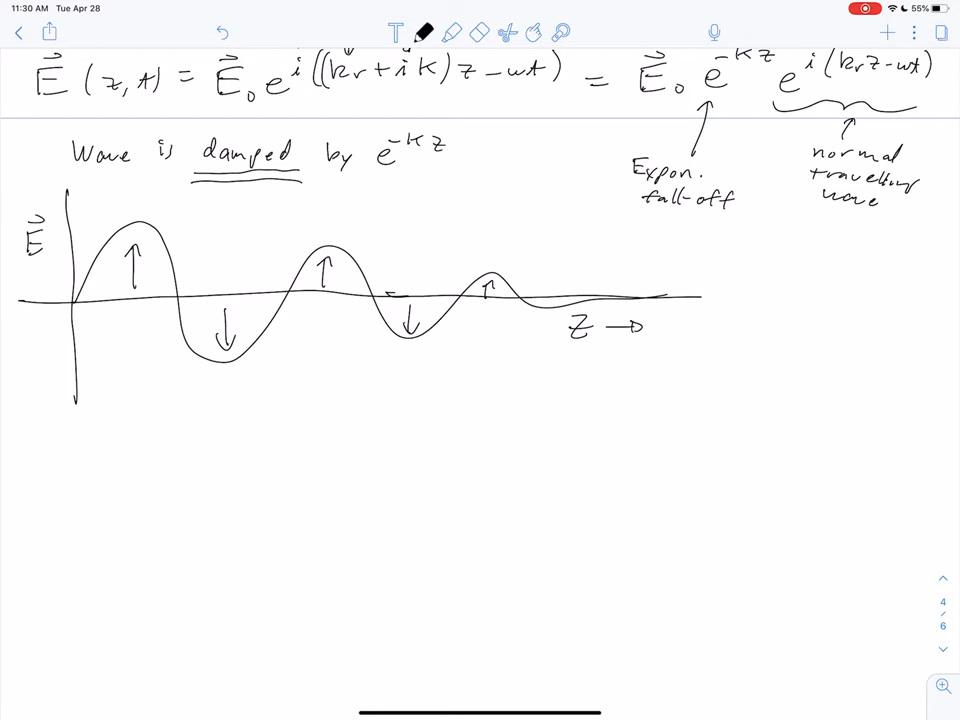 11:30 AM Tue Apr 28
55%
T
E⃗ (z,t) = E⃗₀ e^{i((kᵣ+iκ)z-ωt)} = E⃗₀ e^{-κz} e^{i(kᵣz-ωt)}
Wave is damped by e^{-κz}
Expon.
fall-off
normal
travelling
wave
E⃗
z →
4
/
6